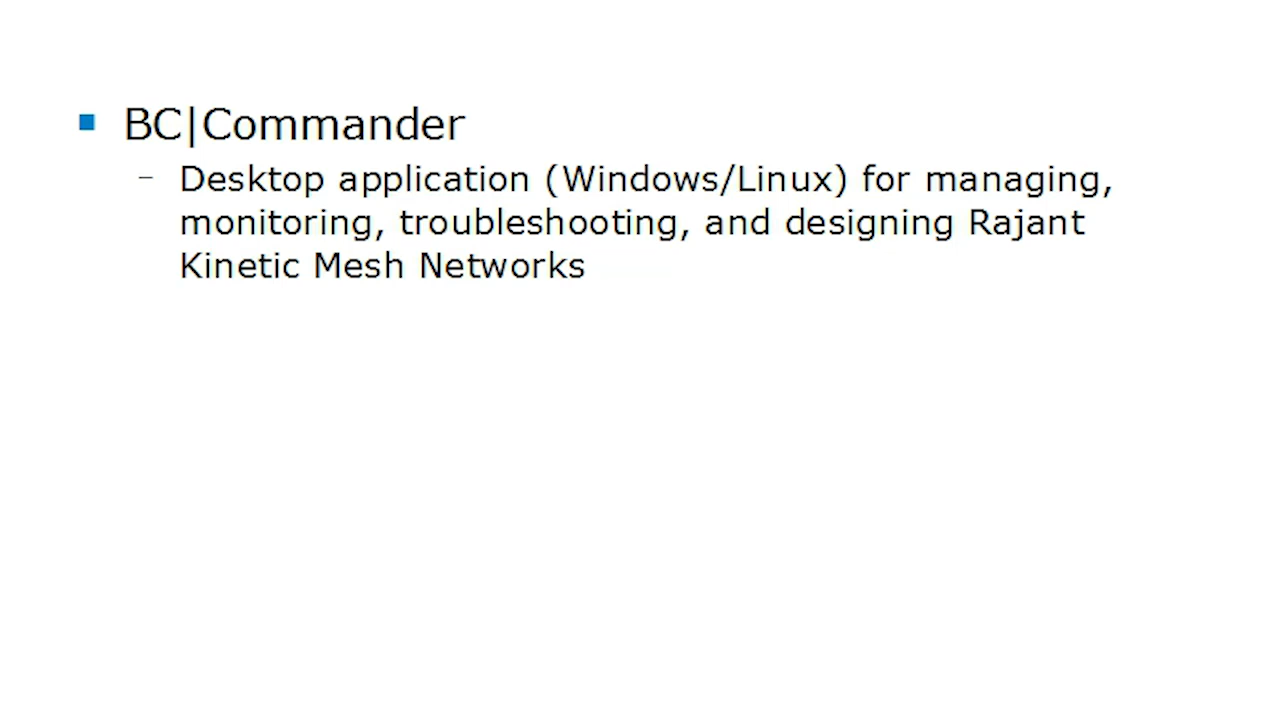 BC|Commander
– Desktop application (Windows/Linux) for managing,
monitoring, troubleshooting, and designing Rajant
Kinetic Mesh Networks